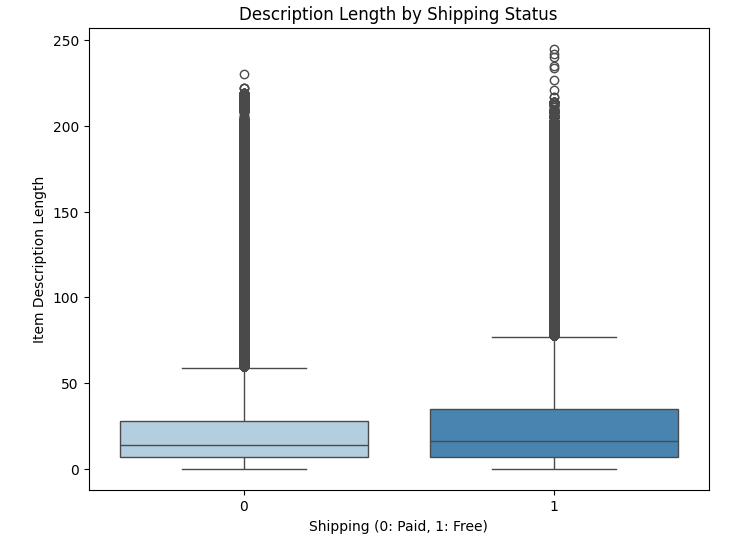 Description Length by Shipping Status
250
200
150
100
50
0
Item Description Length
0 1
Shipping (0: Paid, 1: Free)